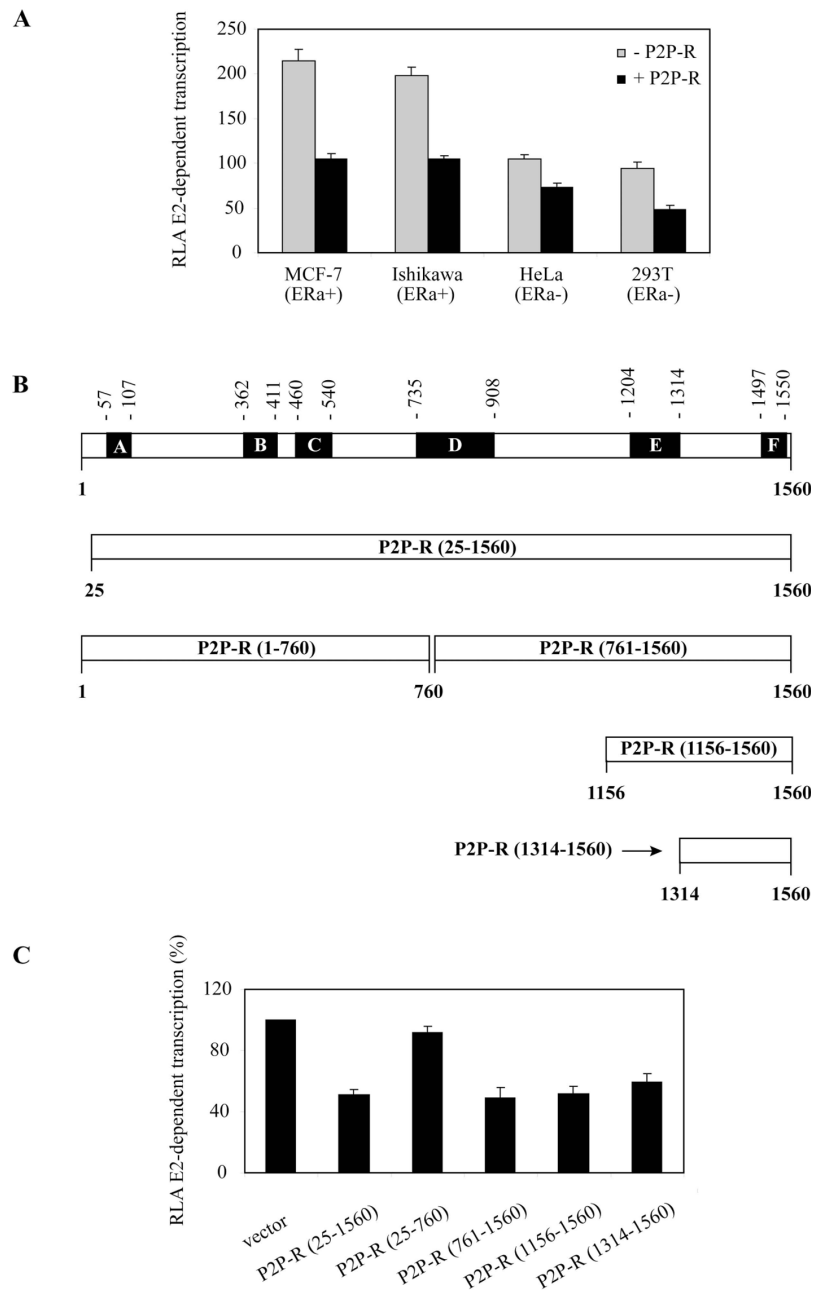 A
RLA E2-dependent transcription
250
200
150
100
50
0
- P2P-R
+ P2P-R
MCF-7
(ERa+)
Ishikawa
(ERa+)
HeLa
(ERa-)
293T
(ERa-)
B
- 57
- 107
- 362
- 411
- 460
- 540
- 735
- 908
- 1204
- 1314
- 1497
- 1550
A B C D E F
1 1560
P2P-R (25-1560)
25 1560
P2P-R (1-760) P2P-R (761-1560)
1 760 1560
P2P-R (1156-1560)
1156 1560
P2P-R (1314-1560)
1314 1560
C
RLA E2-dependent transcription (%)
120
80
40
0
vector
P2P-R (25-1560)
P2P-R (25-760)
P2P-R (761-1560)
P2P-R (1156-1560)
P2P-R (1314-1560)